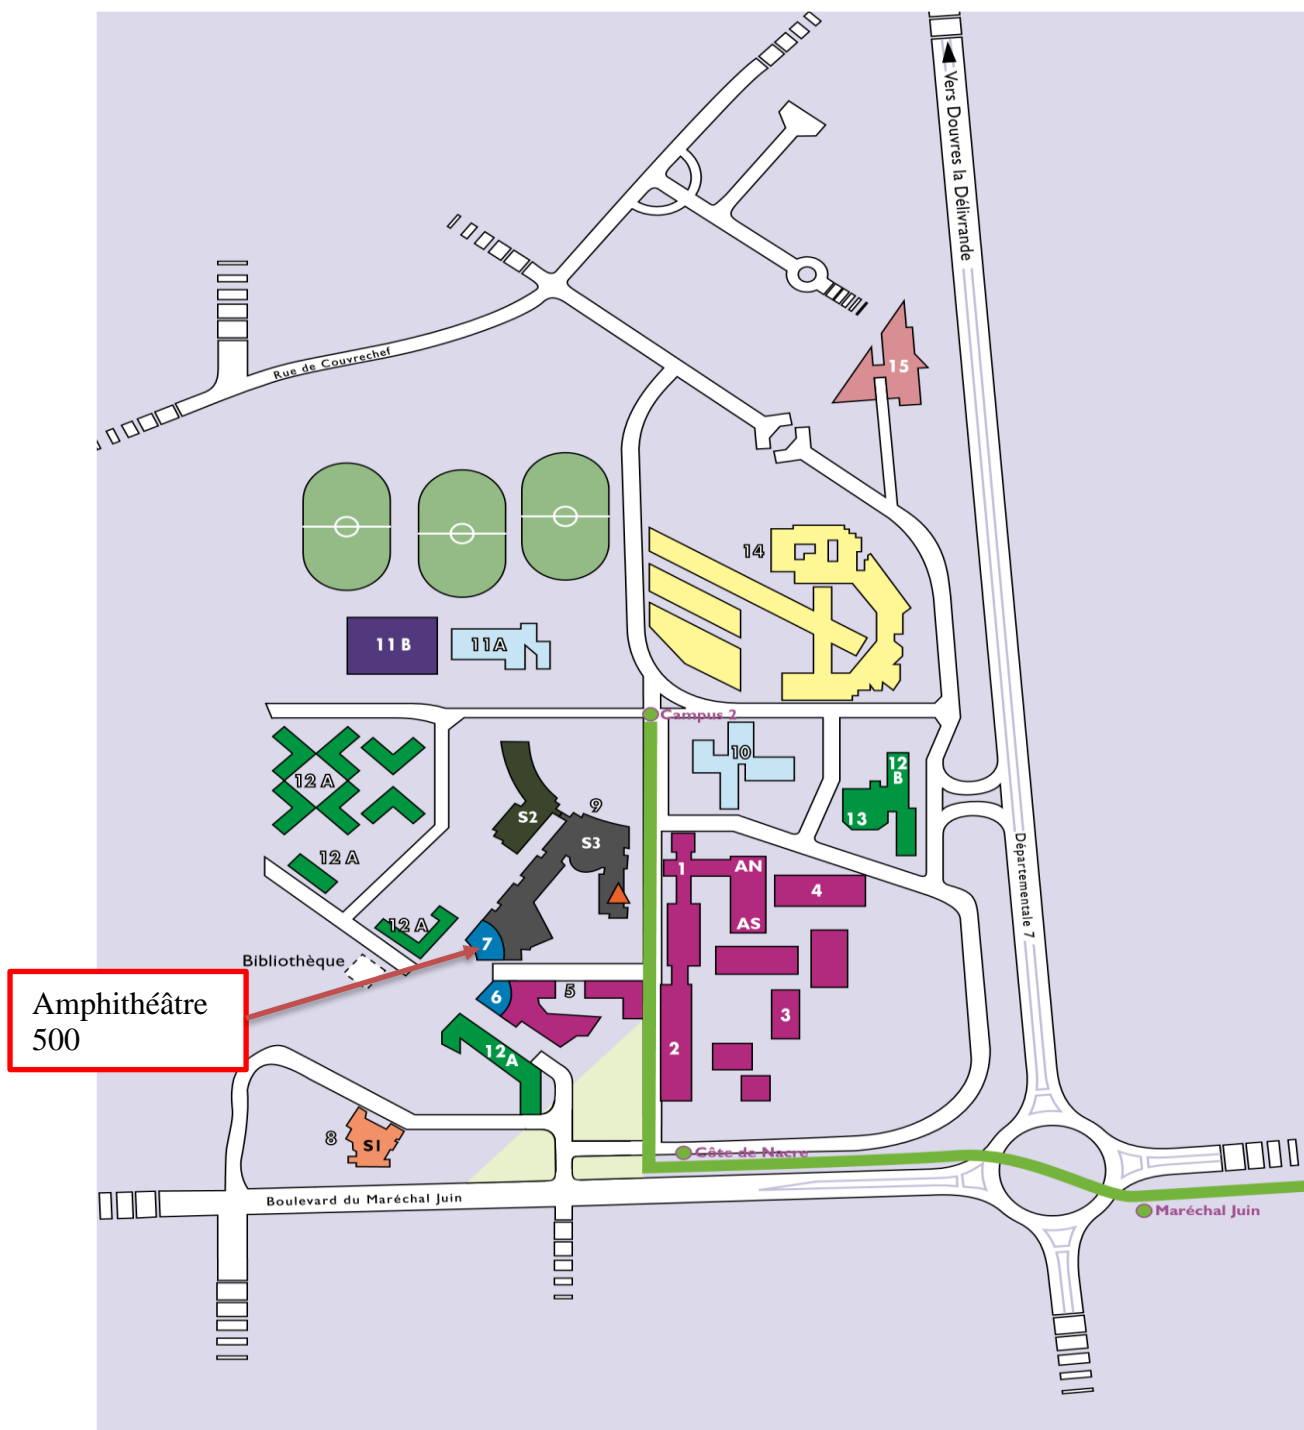 Vers Douvres la Délivrande
Rue de Couvrechef
15
14
11 B
11A
Campus 2
10
12 A
12
B
13
S2
9
S3
12 A
1
AN
4
AS
12 A
7
Bibliothèque
Départementale 7
Amphithéâtre
500
6
5
3
2
12 A
8
S1
Côte de Nacre
Boulevard du Maréchal Juin
Maréchal Juin